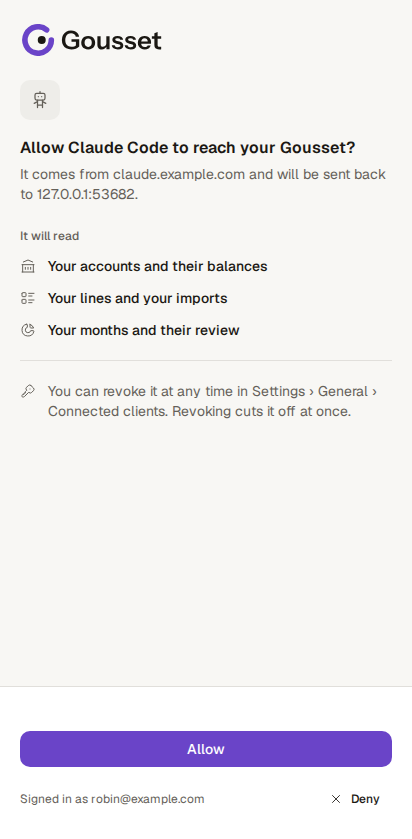 Gousset
Allow Claude Code to reach your Gousset?
It comes from claude.example.com and will be sent back
to 127.0.0.1:53682.
It will read
Your accounts and their balances
Your lines and your imports
Your months and their review
You can revoke it at any time in Settings › General ›
Connected clients. Revoking cuts it off at once.
Allow
Signed in as robin@example.com
Deny